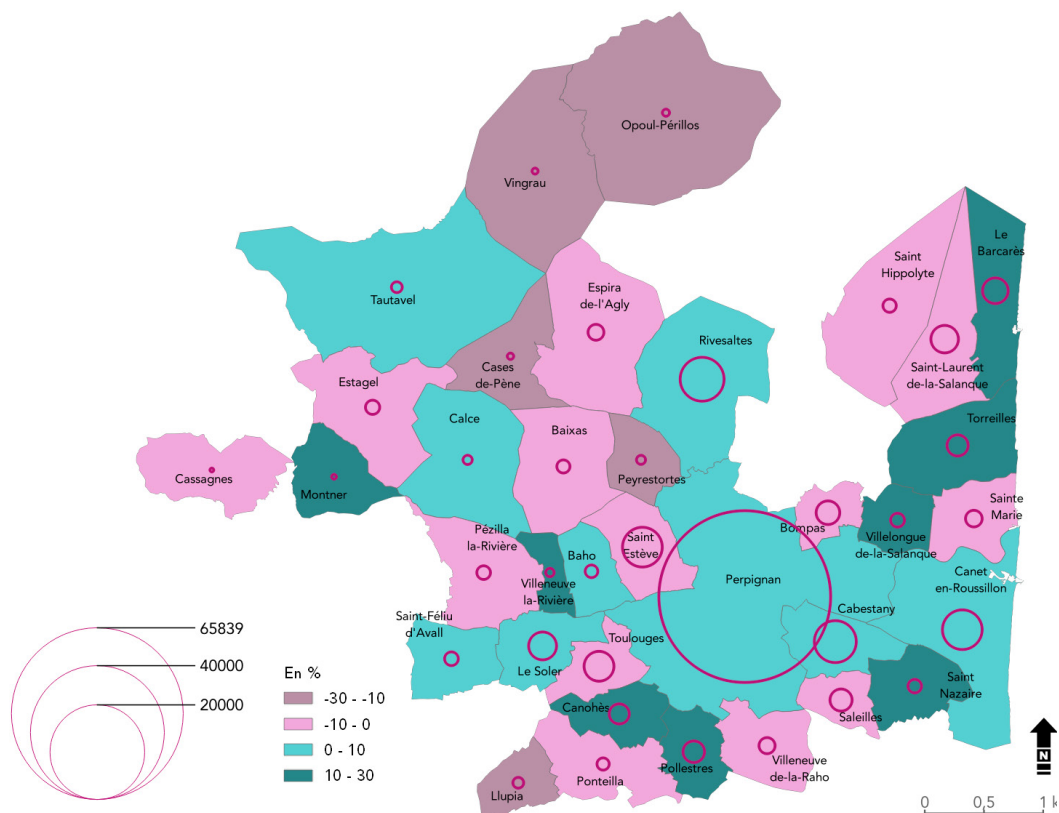 Opoul-Périllos
Vingrau
Le
Barcarès
Saint
Hippolyte
Tautavel
Espira
de-l'Agly
Rivesaltes
Cases
de-Pène
Saint-Laurent
de-la-Salanque
Estagel
Calce
Baixas
Torreilles
Cassagnes
Montner
Peyrestortes
Sainte
Marie
Pézilla
la-Rivière
Bompas
Villelongue
de-la-Salanque
Saint
Estève
Baho
Villeneuve
la-Rivière
Perpignan
Canet
en-Roussillon
Saint-Féliu
d'Avall
Cabestany
Toulouges
Le Soler
Saint
Nazaire
Canohès
Saleilles
Villeneuve
de-la-Raho
Pollestres
Ponteilla
Llupia
65839
40000
20000
En %
-30 - -10
-10 - 0
0 - 10
10 - 30
N
0 0,5 1 k